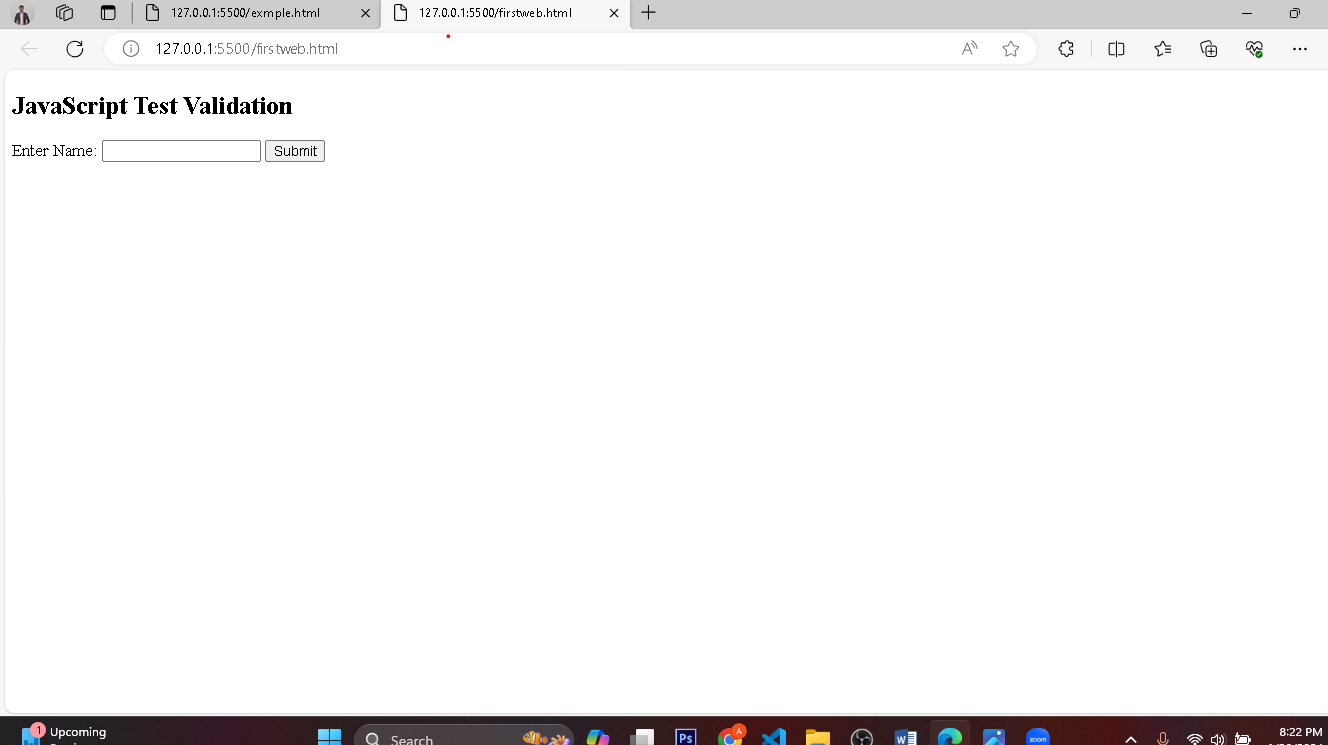 127.0.0.1:5500/exmple.html
127.0.0.1:5500/firstweb.html
127.0.0.1:5500/firstweb.html
JavaScript Test Validation
Enter Name: Submit
1 Upcoming
Search
Ps
A
W
zoom
8:22 PM